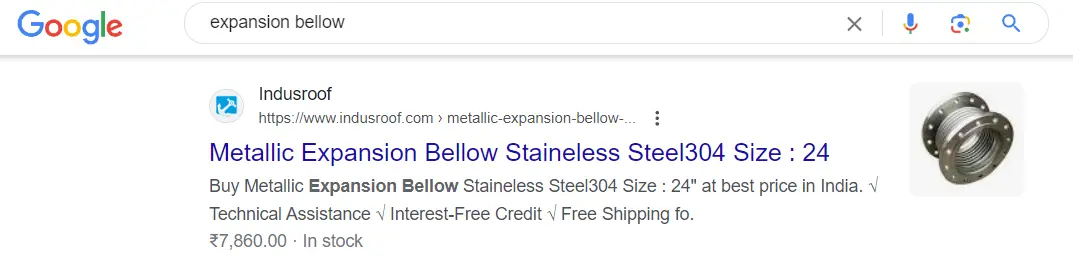 Google
expansion bellow
Indusroof
https://www.indusroof.com › metallic-expansion-bellow-...
Metallic Expansion Bellow Staineless Steel304 Size : 24
Buy Metallic Expansion Bellow Staineless Steel304 Size : 24" at best price in India. √
Technical Assistance √ Interest-Free Credit √ Free Shipping fo.
₹7,860.00 · In stock